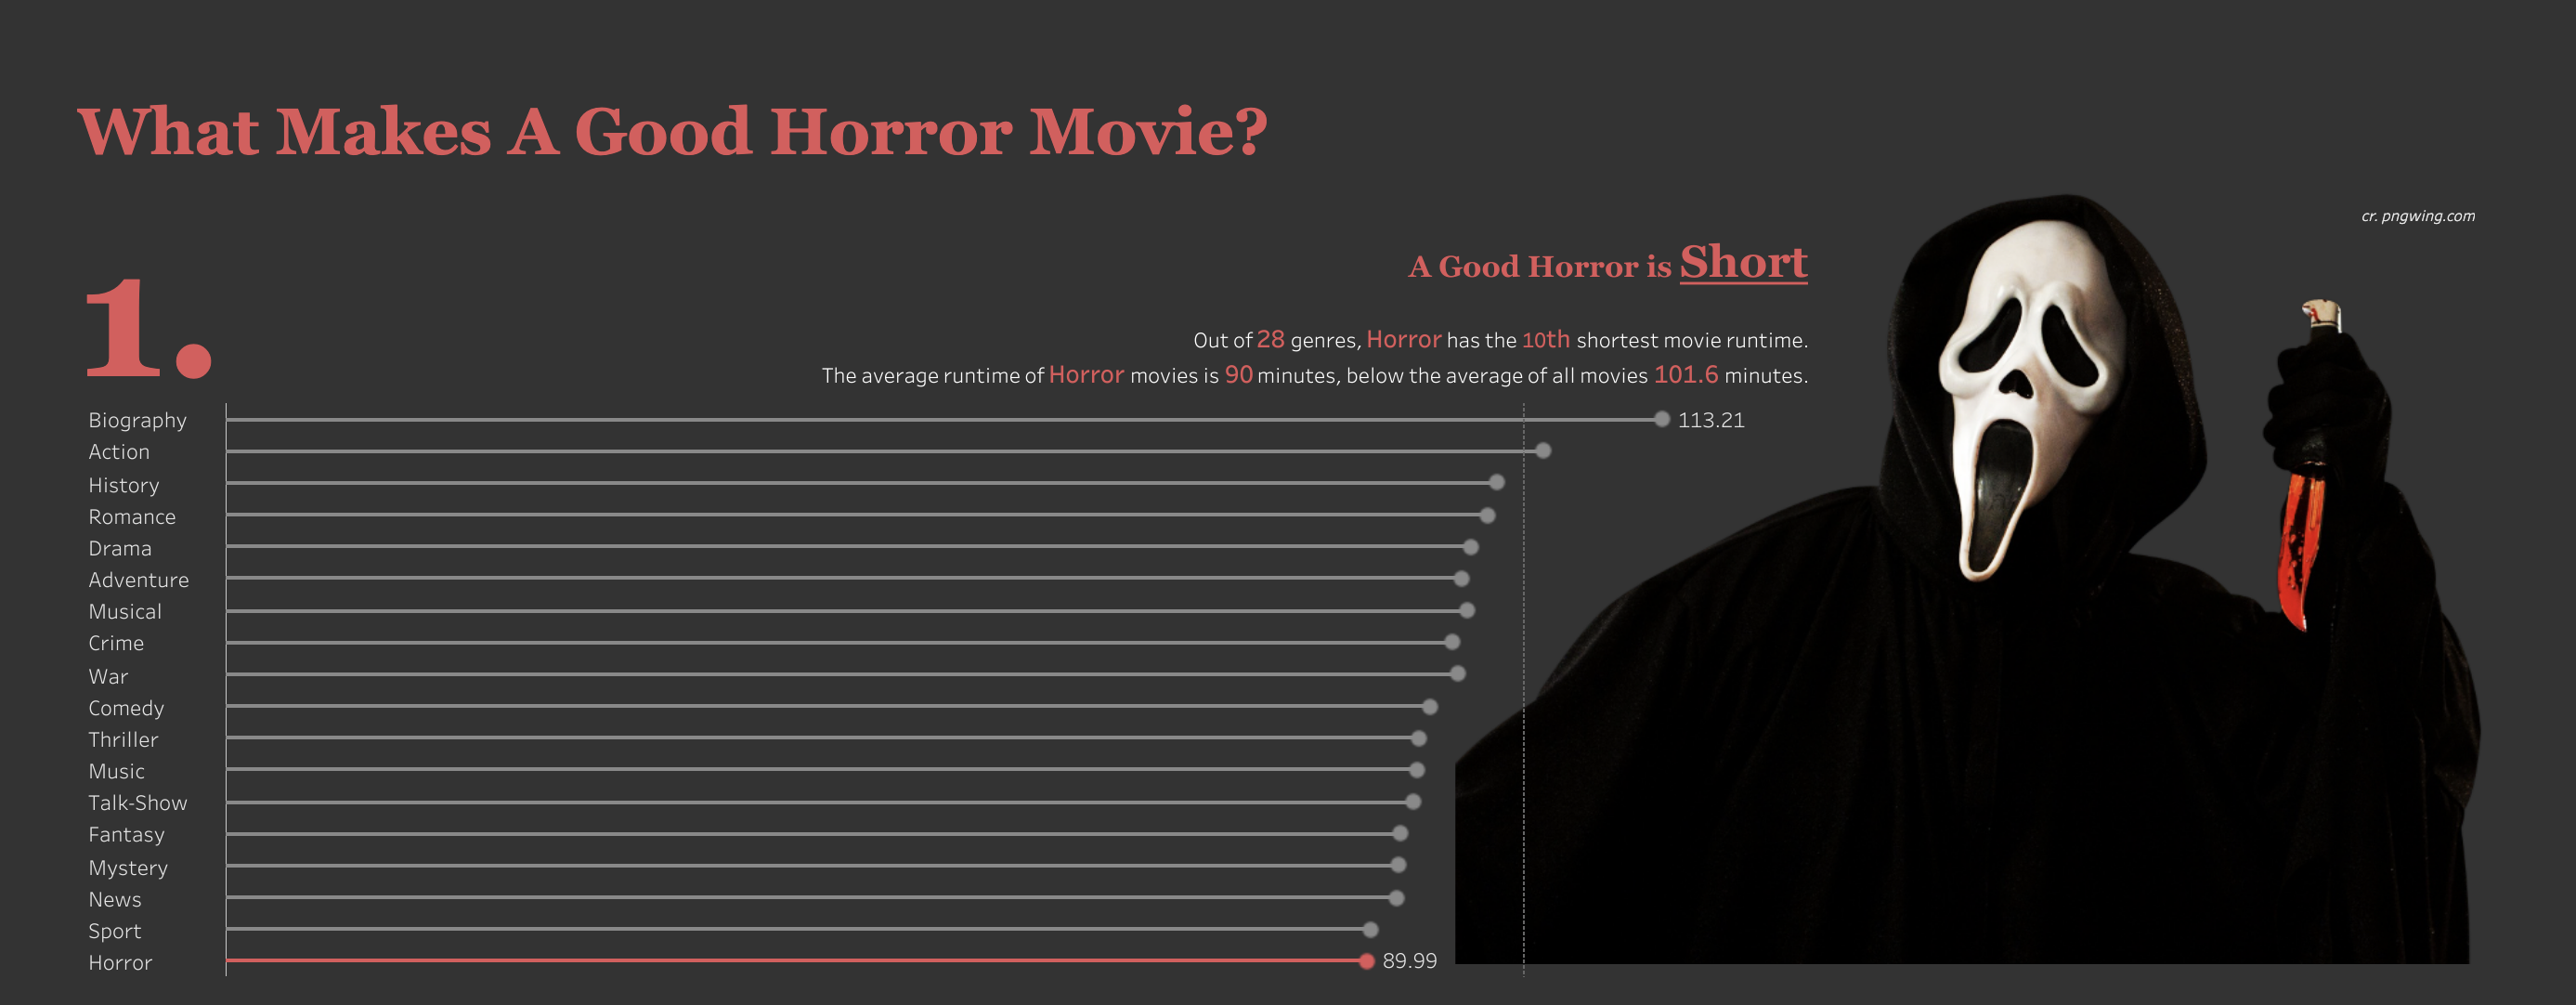 What Makes A Good Horror Movie?
cr. pngwing.com
A Good Horror is Short
1.
Out of 28 genres, Horror has the 10th shortest movie runtime.
The average runtime of Horror movies is 90 minutes, below the average of all movies 101.6 minutes.
Biography 113.21
Action
History
Romance
Drama
Adventure
Musical
Crime
War
Comedy
Thriller
Music
Talk-Show
Fantasy
Mystery
News
Sport
Horror 89.99